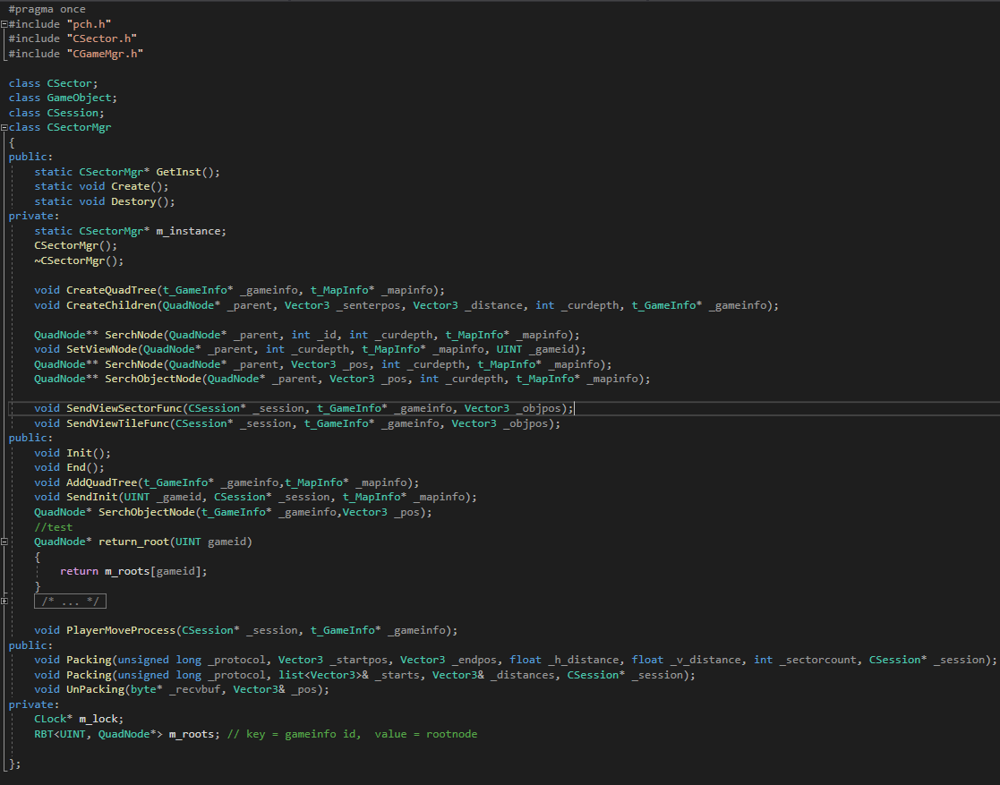 #pragma once
#include "pch.h"
#include "CSector.h"
#include "CGameMgr.h"
class CSector;
class GameObject;
class CSession;
class CSectorMgr
{
public:
static CSectorMgr* GetInst();
static void Create();
static void Destory();
private:
static CSectorMgr* m_instance;
CSectorMgr();
~CSectorMgr();
void CreateQuadTree(t_GameInfo* _gameinfo, t_MapInfo* _mapinfo);
void CreateChildren(QuadNode* _parent, Vector3 _senterpos, Vector3 _distance, int _curdepth, t_GameInfo* _gameinfo);
QuadNode** SerchNode(QuadNode* _parent, int _id, int _curdepth, t_MapInfo* _mapinfo);
void SetViewNode(QuadNode* _parent, int _curdepth, t_MapInfo* _mapinfo, UINT _gameid);
QuadNode** SerchNode(QuadNode* _parent, Vector3 _pos, int _curdepth, t_MapInfo* _mapinfo);
QuadNode** SerchObjectNode(QuadNode* _parent, Vector3 _pos, int _curdepth, t_MapInfo* _mapinfo);
void SendViewSectorFunc(CSession* _session, t_GameInfo* _gameinfo, Vector3 _objpos);
void SendViewTileFunc(CSession* _session, t_GameInfo* _gameinfo, Vector3 _objpos);
public:
void Init();
void End();
void AddQuadTree(t_GameInfo* _gameinfo,t_MapInfo* _mapinfo);
void SendInit(UINT _gameid, CSession* _session, t_MapInfo* _mapinfo);
QuadNode* SerchObjectNode(t_GameInfo* _gameinfo,Vector3 _pos);
//test
QuadNode* return_root(UINT gameid)
{
return m_roots[gameid];
}
/* ... */
void PlayerMoveProcess(CSession* _session, t_GameInfo* _gameinfo);
public:
void Packing(unsigned long _protocol, Vector3 _startpos, Vector3 _endpos, float _h_distance, float _v_distance, int _sectorcount, CSession* _session);
void Packing(unsigned long _protocol, list<Vector3>& _starts, Vector3& _distances, CSession* _session);
void UnPacking(byte* _recvbuf, Vector3& _pos);
private:
CLock* m_lock;
RBT<UINT, QuadNode*> m_roots; // key = gameinfo id,  value = rootnode
};